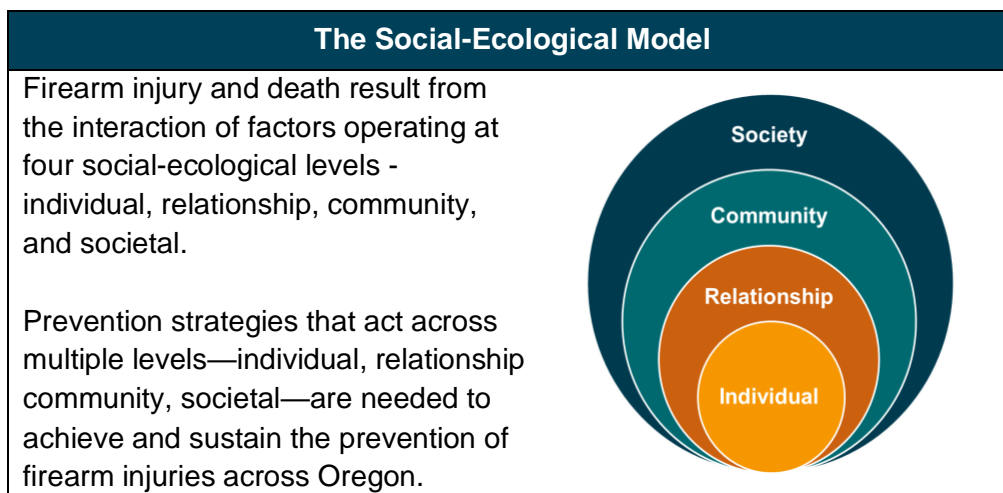 The Social-Ecological Model
Firearm injury and death result from
the interaction of factors operating at
four social-ecological levels -
individual, relationship, community,
and societal.
Prevention strategies that act across
multiple levels—individual, relationship
community, societal—are needed to
achieve and sustain the prevention of
firearm injuries across Oregon.
Society
Community
Relationship
Individual